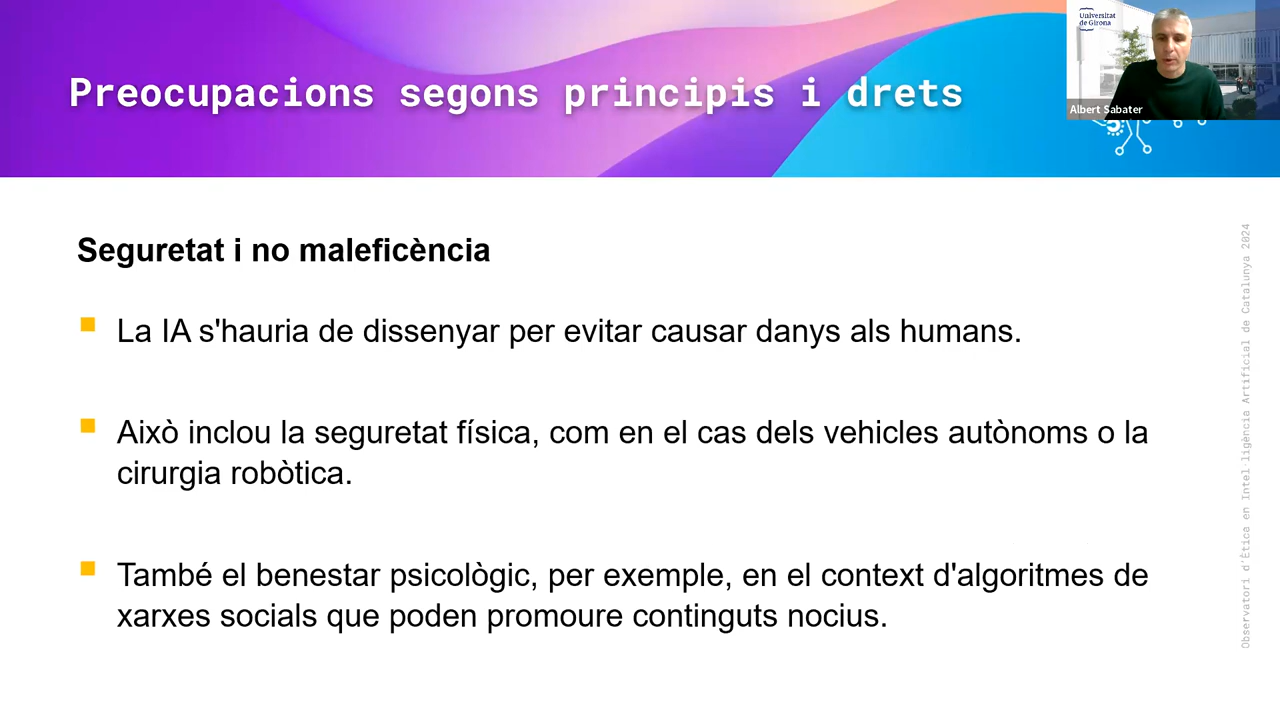 Preocupacions segons principis i drets
Universitat
de Girona
Albert Sabater
Seguretat i no maleficència
La IA s'hauria de dissenyar per evitar causar danys als humans.
Això inclou la seguretat física, com en el cas dels vehicles autònoms o la
cirurgia robòtica.
També el benestar psicològic, per exemple, en el context d'algoritmes de
xarxes socials que poden promoure continguts nocius.
Observatori d'Ètica en Intel·ligència Artificial de Catalunya 2024